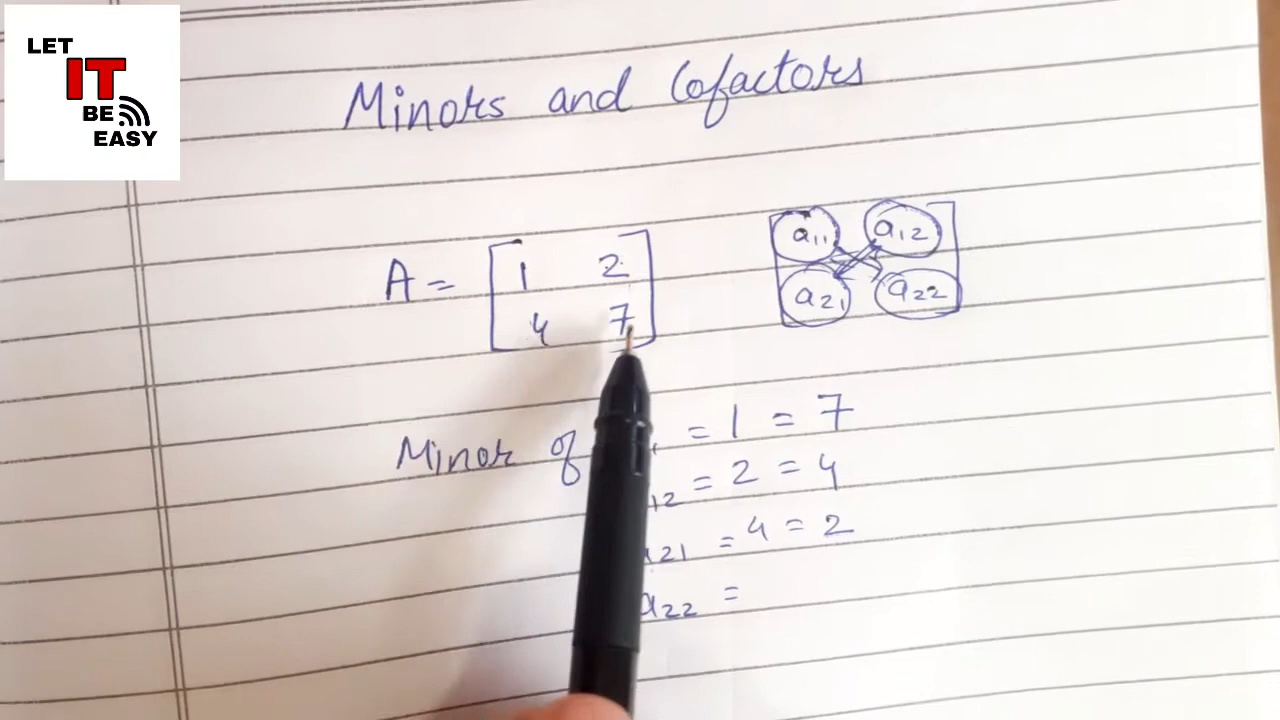 LET
IT
BE
EASY
Minors and Cofactors
A = 1 2
4 7
a11 a12
a21 a22
Minor of = 1 = 7
12 = 2 = 4
a21 = 4 = 2
a22 =